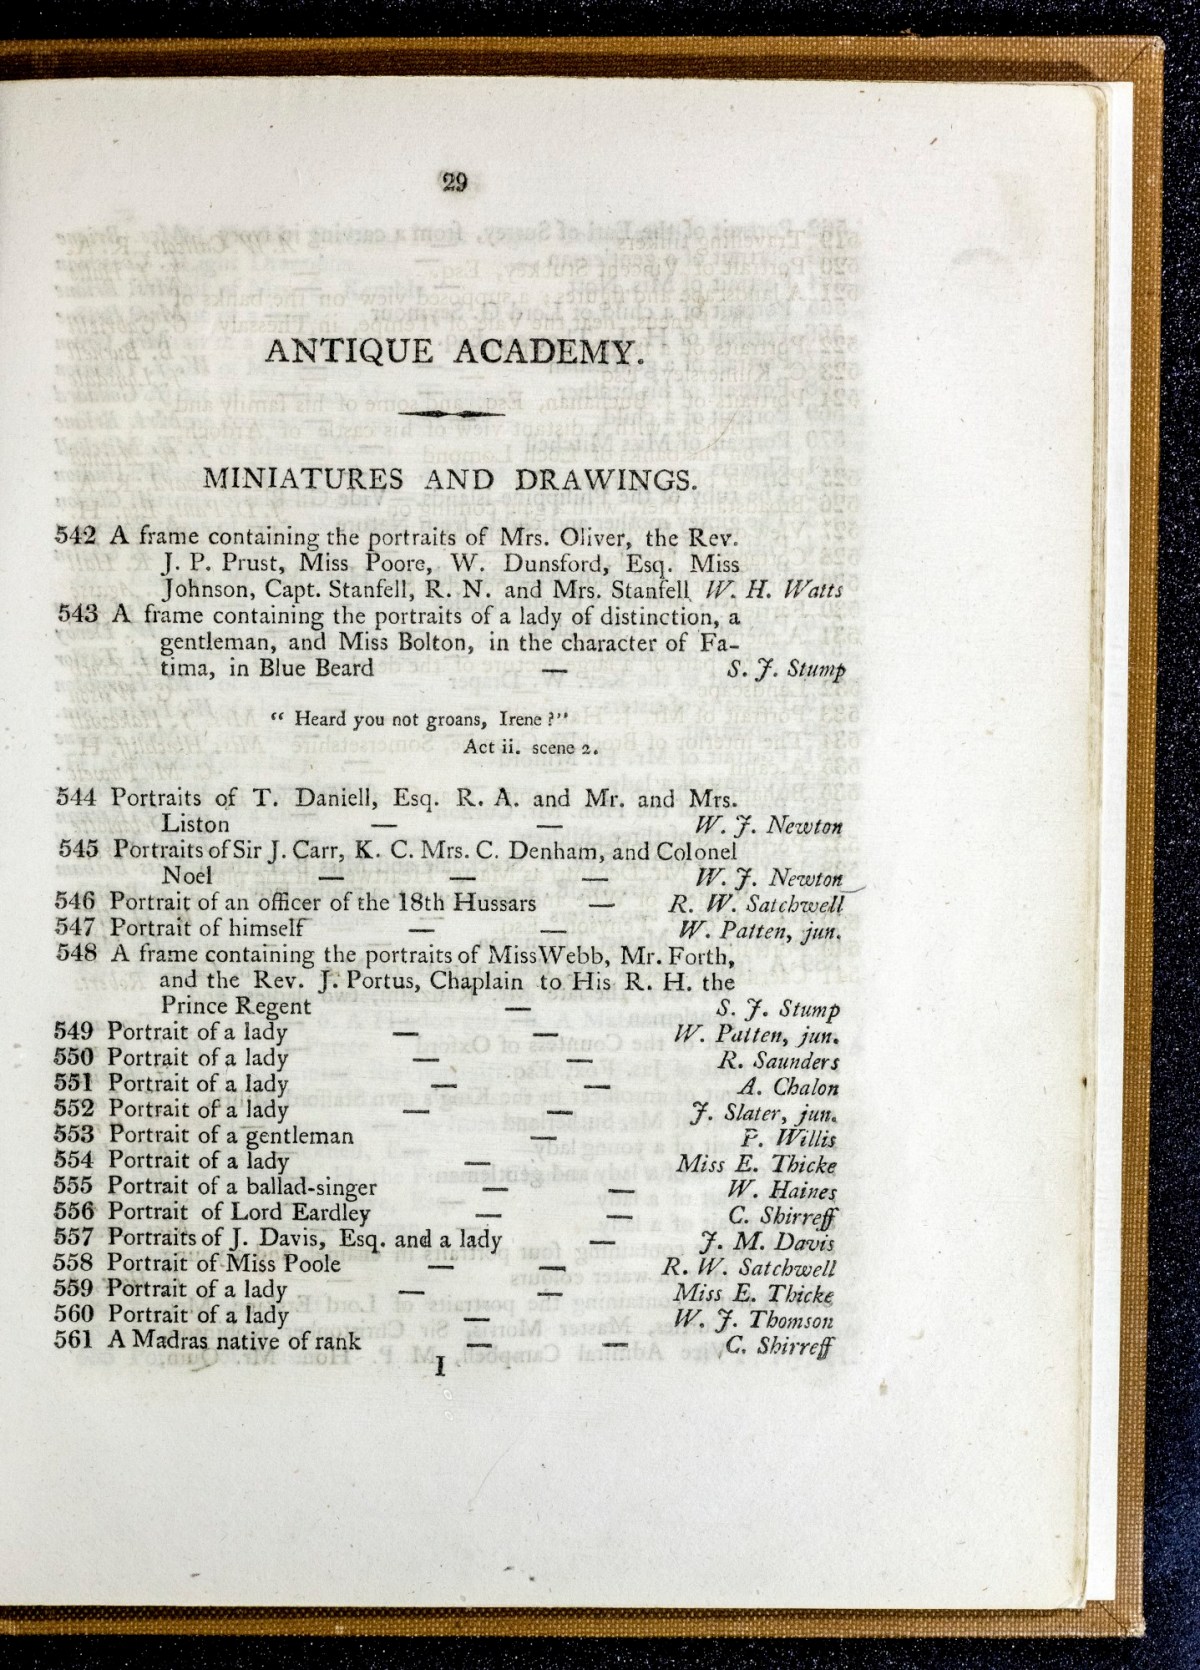 29
ANTIQUE ACADEMY.
MINIATURES AND DRAWINGS.
542 A frame containing the portraits of Mrs. Oliver, the Rev.
J. P. Prust, Miss Poore, W. Dunsford, Esq. Miss
Johnson, Capt. Stanfell, R. N. and Mrs. Stanfell W. H. Watts
543 A frame containing the portraits of a lady of distinction, a
gentleman, and Miss Bolton, in the character of Fa-
tima, in Blue Beard — S. J. Stump
“ Heard you not groans, Irene ?”
Act ii. scene 2.
544 Portraits of T. Daniell, Esq. R. A. and Mr. and Mrs.
Liston — — W. J. Newton
545 Portraits of Sir J. Carr, K. C. Mrs. C. Denham, and Colonel
Noel — — — W. J. Newton
546 Portrait of an officer of the 18th Hussars — R. W. Satchwell
547 Portrait of himself — — W. Patten, jun.
548 A frame containing the portraits of Miss Webb, Mr. Forth,
and the Rev. J. Portus, Chaplain to His R. H. the
Prince Regent — S. J. Stump
549 Portrait of a lady — — W. Patten, jun.
550 Portrait of a lady — — R. Saunders
551 Portrait of a lady — — A. Chalon
552 Portrait of a lady — — J. Slater, jun.
553 Portrait of a gentleman — P. Willis
554 Portrait of a lady — Miss E. Thicke
555 Portrait of a ballad-singer — — W. Haines
556 Portrait of Lord Eardley — — C. Shirreff
557 Portraits of J. Davis, Esq. and a lady — J. M. Davis
558 Portrait of Miss Poole — — R. W. Satchwell
559 Portrait of a lady — — Miss E. Thicke
560 Portrait of a lady — W. J. Thomson
561 A Madras native of rank — — C. Shirreff
I